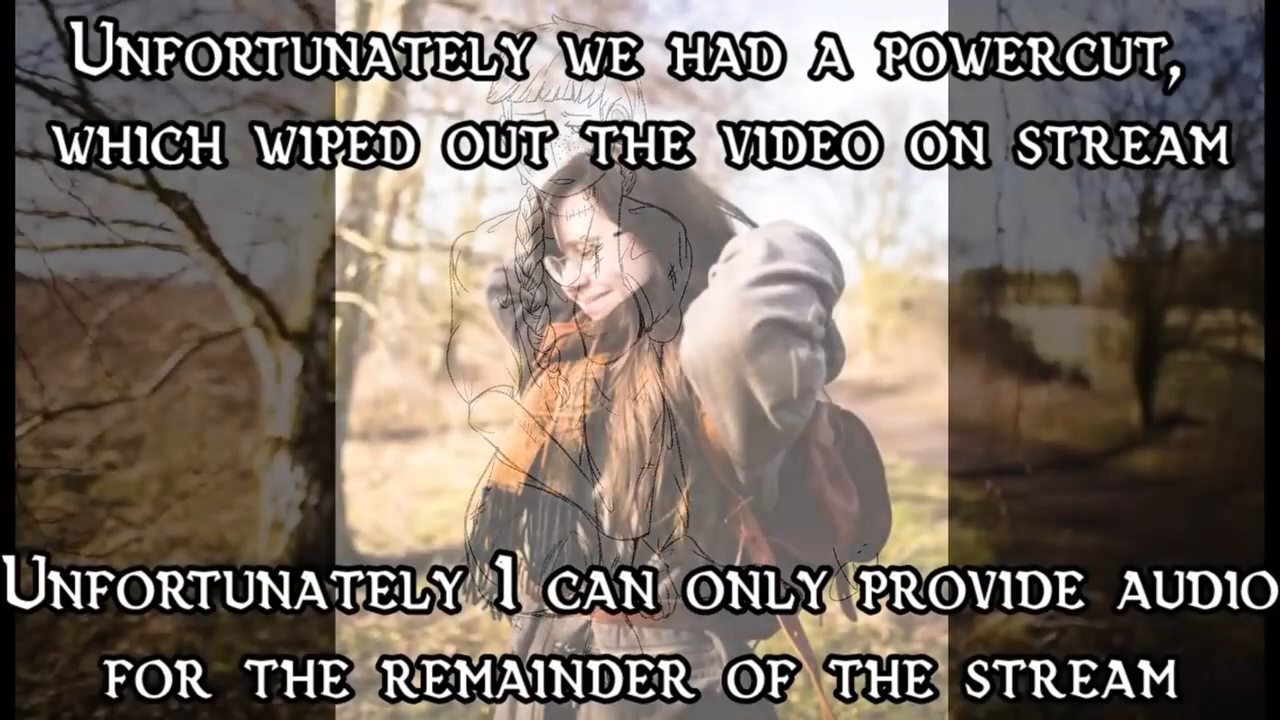 Unfortunately we had a powercut,
which wiped out the video on stream
Unfortunately I can only provide audio
for the remainder of the stream